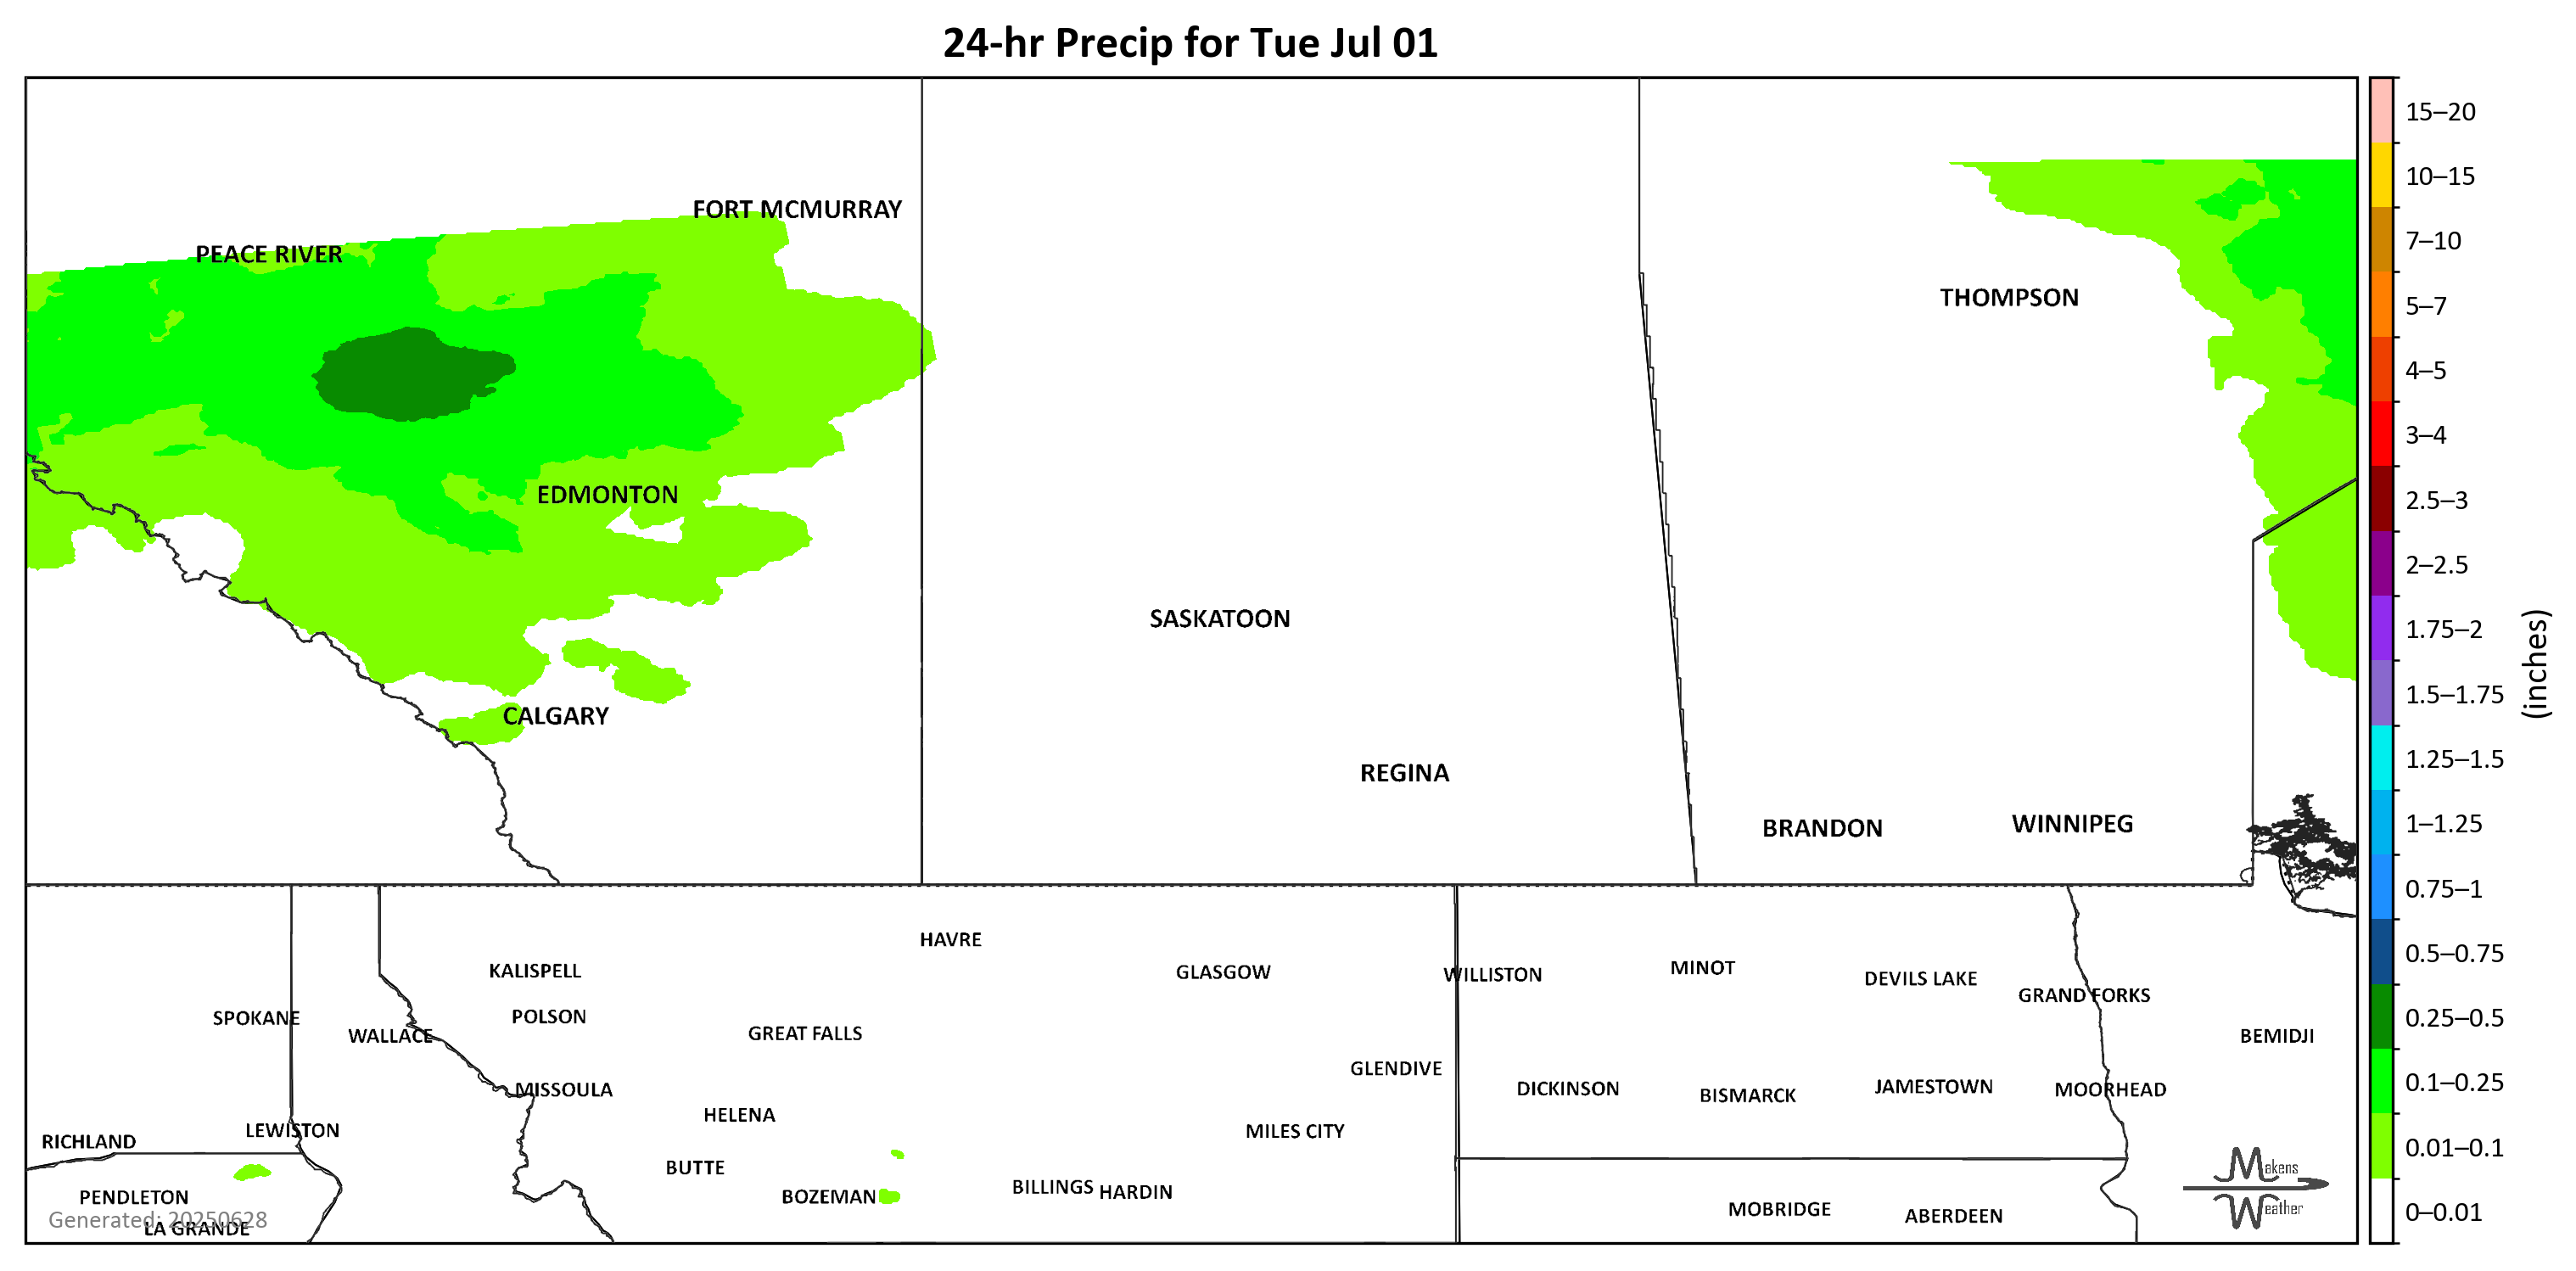 24-hr Precip for Tue Jul 01
FORT MCMURRAY
PEACE RIVER
THOMPSON
EDMONTON
SASKATOON
CALGARY
REGINA
BRANDON
WINNIPEG
HAVRE
KALISPELL
GLASGOW
WILLISTON
MINOT
DEVILS LAKE
GRAND FORKS
SPOKANE
POLSON
WALLACE
GREAT FALLS
BEMIDJI
GLENDIVE
MISSOULA
DICKINSON
BISMARCK
JAMESTOWN
MOORHEAD
HELENA
LEWISTON
MILES CITY
RICHLAND
BUTTE
PENDLETON
BOZEMAN
BILLINGS
HARDIN
MOBRIDGE
ABERDEEN
Generated: 20250628
LA GRANDE
Makens
Weather
15–20
10–15
7–10
5–7
4–5
3–4
2.5–3
2–2.5
1.75–2
1.5–1.75
1.25–1.5
1–1.25
0.75–1
0.5–0.75
0.25–0.5
0.1–0.25
0.01–0.1
0–0.01
(inches)